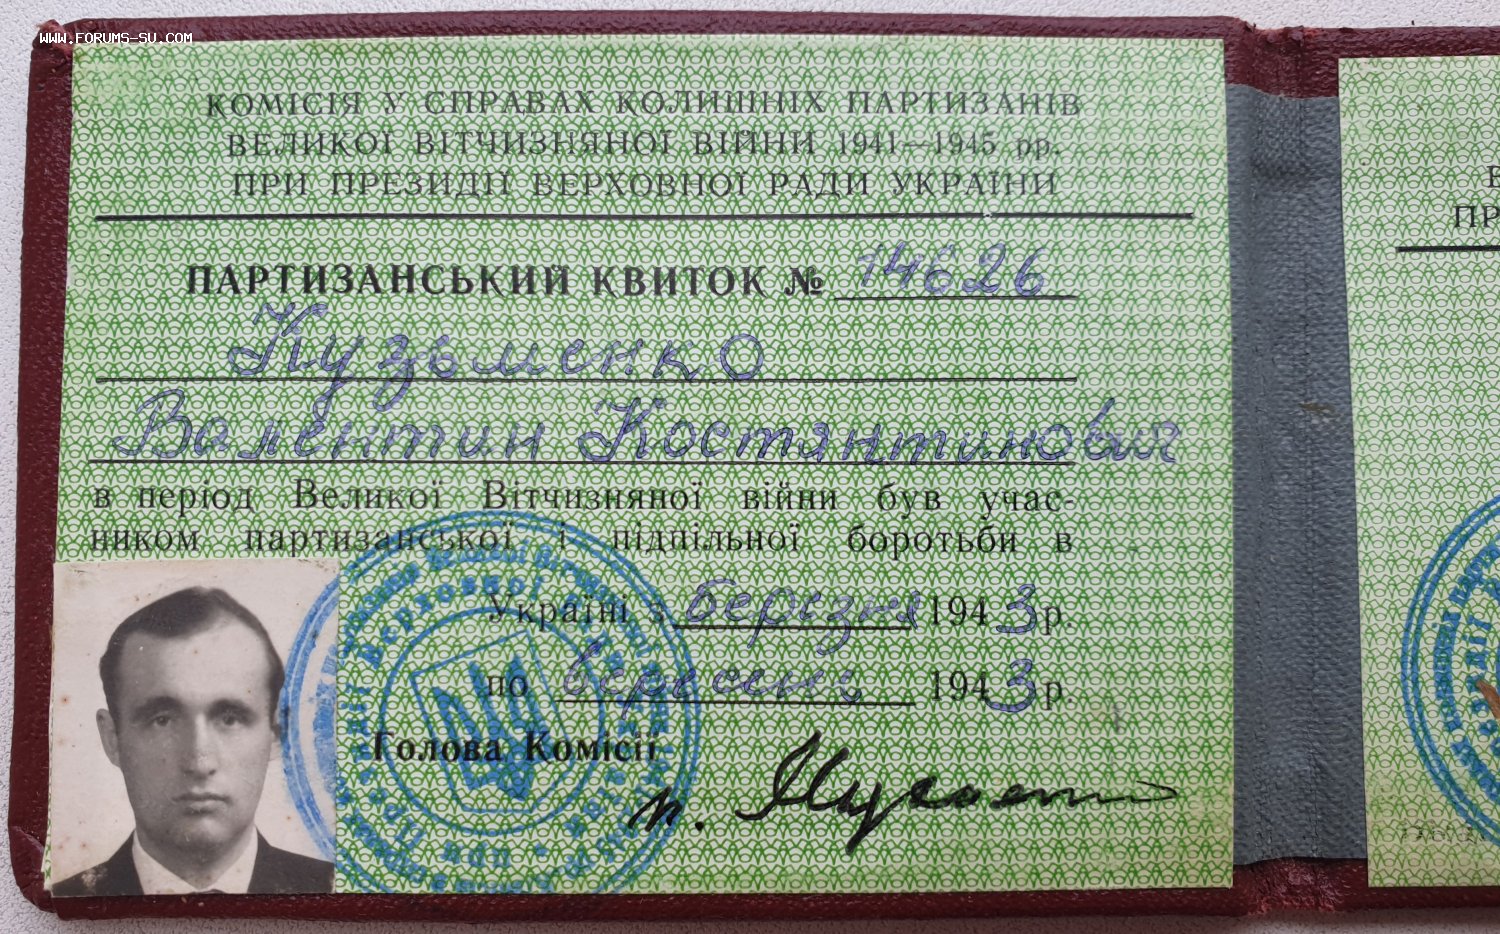 WWW.FORUMS-SU.COM
КОМІСІЯ У СПРАВАХ КОЛИШНІХ ПАРТИЗАНІВ
ВЕЛИКОЇ ВІТЧИЗНЯНОЇ ВІЙНИ 1941—1945 рр.
ПРИ ПРЕЗИДІЇ ВЕРХОВНОЇ РАДИ УКРАЇНИ
ПАРТИЗАНСЬКИЙ КВИТОК № 14626
Кузьменко
Валентин Костянтинович
в період Великої Вітчизняної війни був учас-
ником партизанської і підпільної боротьби в
Україні з березня 1943 р.
по вересень 1943 р.
Голова Комісії
ПР